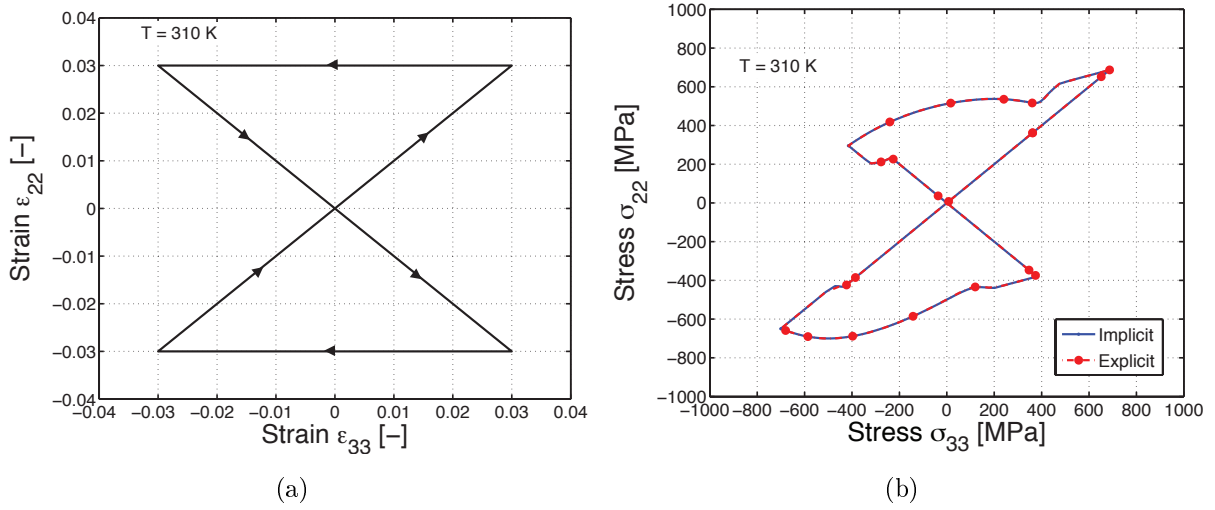 0.04
0.03
0.02
0.01
0
−0.01
−0.02
−0.03
−0.04
−0.04 −0.03 −0.02 −0.01 0 0.01 0.02 0.03 0.04
T = 310 K
Strain ε22 [−]
Strain ε33 [−]
(a)
1000
800
600
400
200
0
−200
−400
−600
−800
1000
−1000 −800 −600 −400 −200 0 200 400 600 800 1000
T = 310 K
Stress σ22 [MPa]
Stress σ33 [MPa]
Implicit
Explicit
(b)